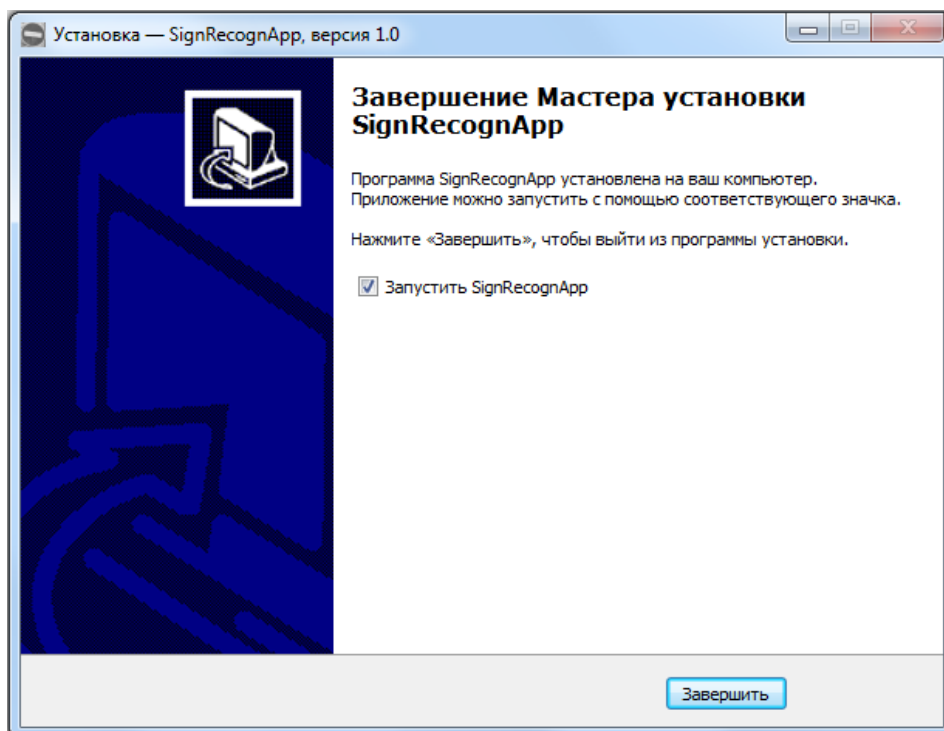 Установка — SignRecognApp, версия 1.0
Завершение Мастера установки
SignRecognApp
Программа SignRecognApp установлена на ваш компьютер.
Приложение можно запустить с помощью соответствующего значка.
Нажмите «Завершить», чтобы выйти из программы установки.
Запустить SignRecognApp
Завершить